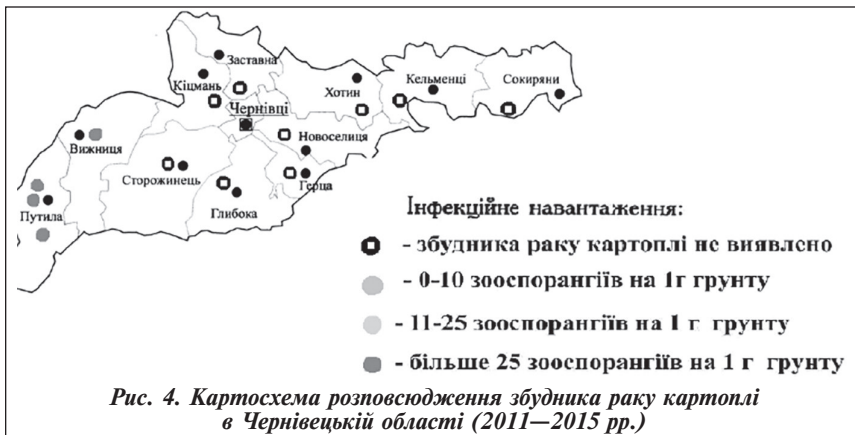 Заставна
Кіцмань
Хотин
Кельменці
Сокиряни
Чернівці
Новоселиця
Вижниця
Сторожинець
Герца
Глибока
Путила
Інфекційне навантаження:
- збудника раку картоплі не виявлено
- 0-10 зооспорангіїв на 1г грунту
- 11-25 зооспорангіїв на 1 г грунту
- більше 25 зооспорангіїв на 1 г грунту
Рис. 4. Картосхема розповсюдження збудника раку картоплі
в Чернівецькій області (2011—2015 рр.)